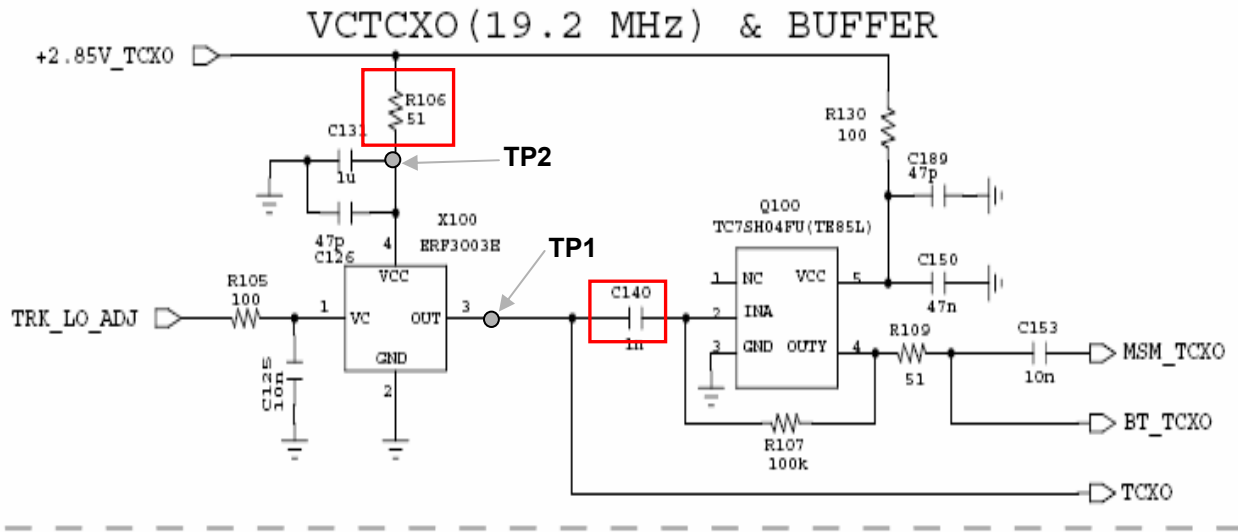 VCTCXO(19.2 MHz) & BUFFER
+2.85V_TCXO
R106
51
C131
1u
TP2
R130
100
C189
47p
47p
C126
4
X100
ERF3003E
TP1
Q100
TC7SH04FU(TE85L)
VCC
R105
100
TRK_LO_ADJ
1
VC
OUT
3
GND
2
C125
10n
C140
1n
1
NC
VCC
5
2
INA
3
GND
OUTY
4
C150
47n
R109
51
C153
10n
MSM_TCXO
BT_TCXO
R107
100k
TCXO